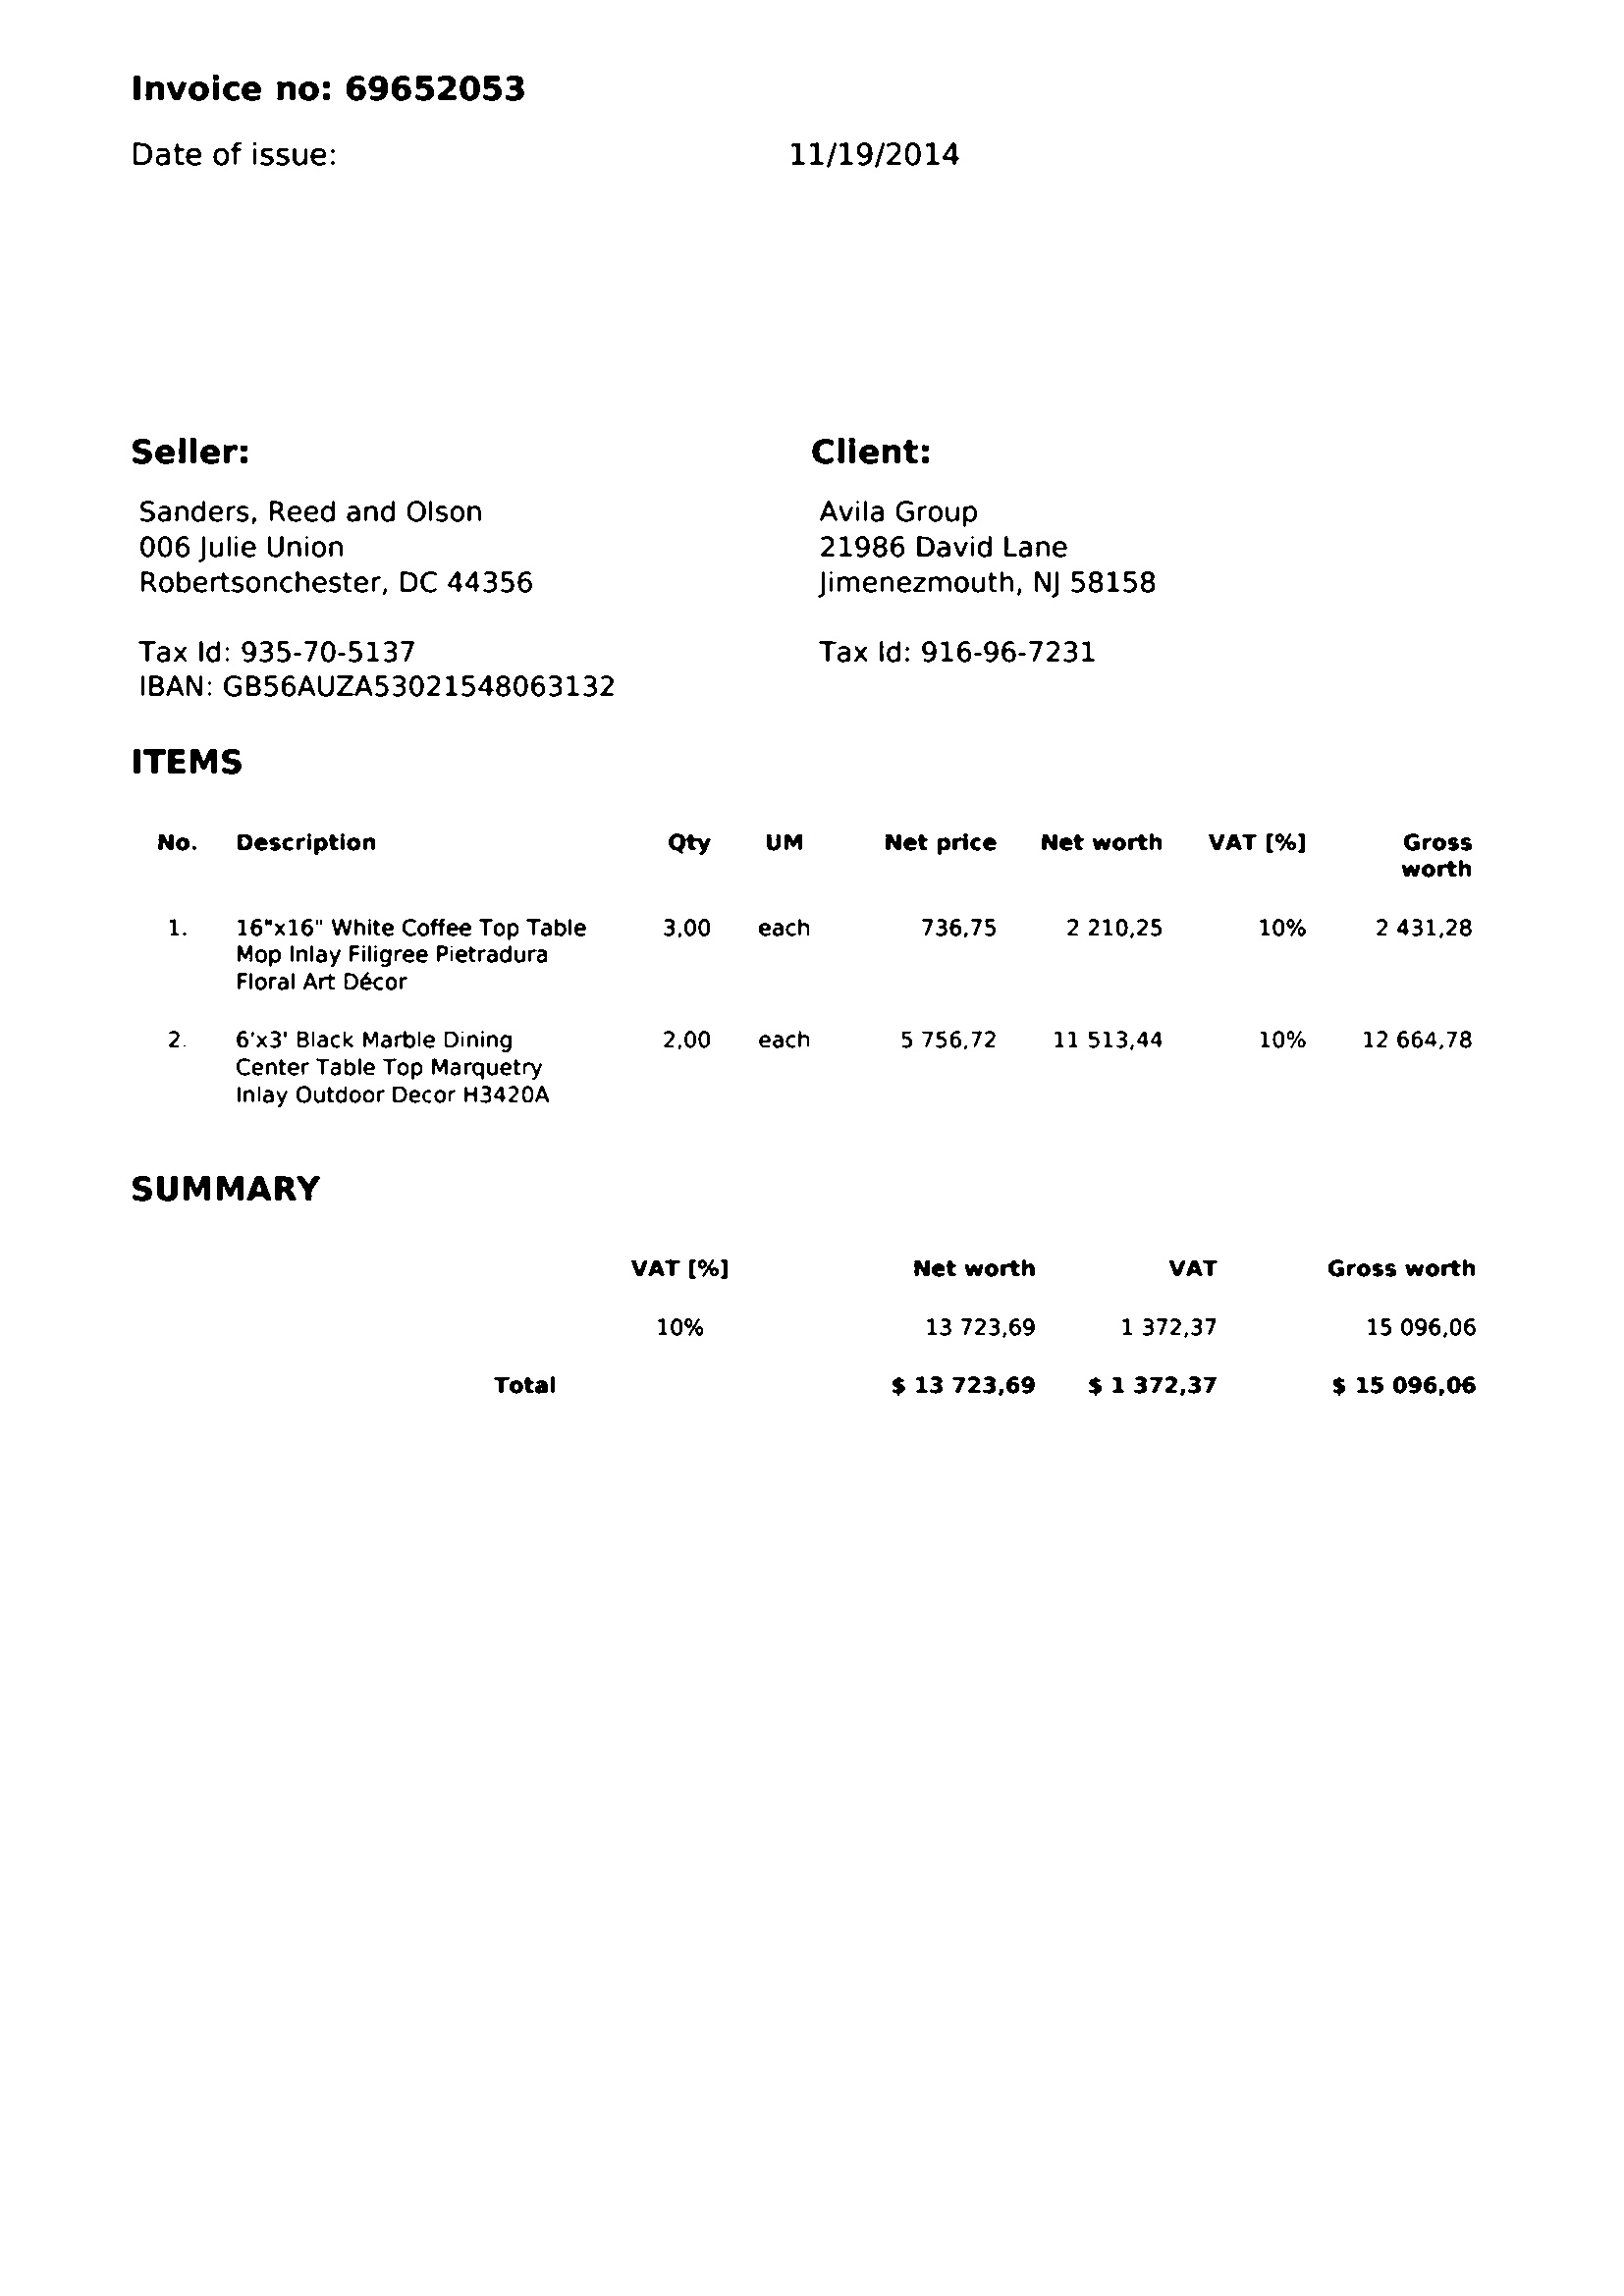 Invoice no: 69652053
Date of issue: 11/19/2014
Seller: Client:
Sanders, Reed and Olson Avila Group
006 Julie Union 21986 David Lane
Robertsonchester, DC 44356 Jimenezmouth, NJ 58158
Tax Id: 935-70-5137 Tax Id: 916-96-7231
IBAN: GB56AUZA53021548063132
ITEMS
No. Description Qty UM Net price Net worth VAT [%] Gross
worth
1. 16"x16" White Coffee Top Table 3,00 each 736,75 2 210,25 10% 2 431,28
Mop Inlay Filigree Pietradura
Floral Art Décor
2. 6'x3' Black Marble Dining 2,00 each 5 756,72 11 513,44 10% 12 664,78
Center Table Top Marquetry
Inlay Outdoor Decor H3420A
SUMMARY
VAT [%] Net worth VAT Gross worth
10% 13 723,69 1 372,37 15 096,06
Total $ 13 723,69 $ 1 372,37 $ 15 096,06